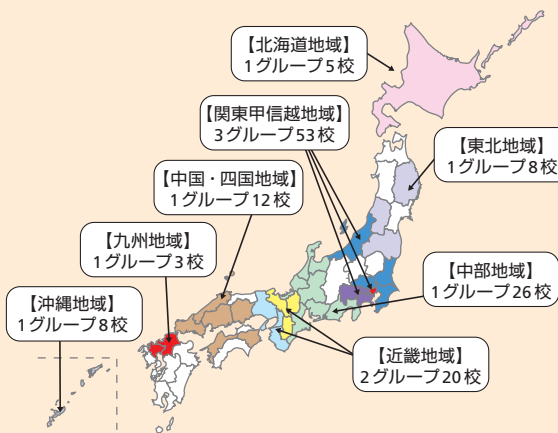 【北海道地域】
1グループ5校
【関東甲信越地域】
3グループ53校
【東北地域】
1グループ8校
【中国・四国地域】
1グループ12校
【九州地域】
1グループ3校
【中部地域】
1グループ26校
【沖縄地域】
1グループ8校
【近畿地域】
2グループ20校